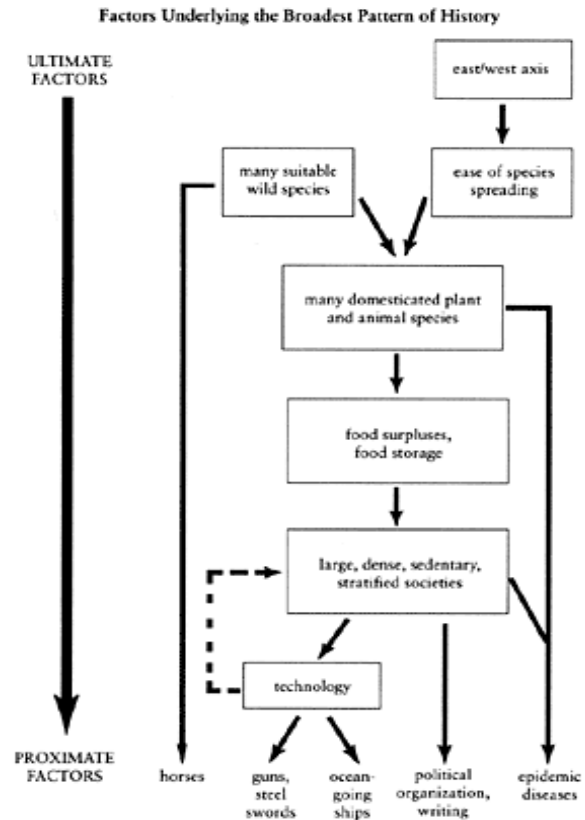 Factors Underlying the Broadest Pattern of History
ULTIMATE
FACTORS
east/west axis
many suitable
wild species
ease of species
spreading
many domesticated plant
and animal species
food surpluses,
food storage
large, dense, sedentary,
stratified societies
technology
PROXIMATE
FACTORS
horses
guns,
steel
swords
ocean-
going
ships
political
organization,
writing
epidemic
diseases